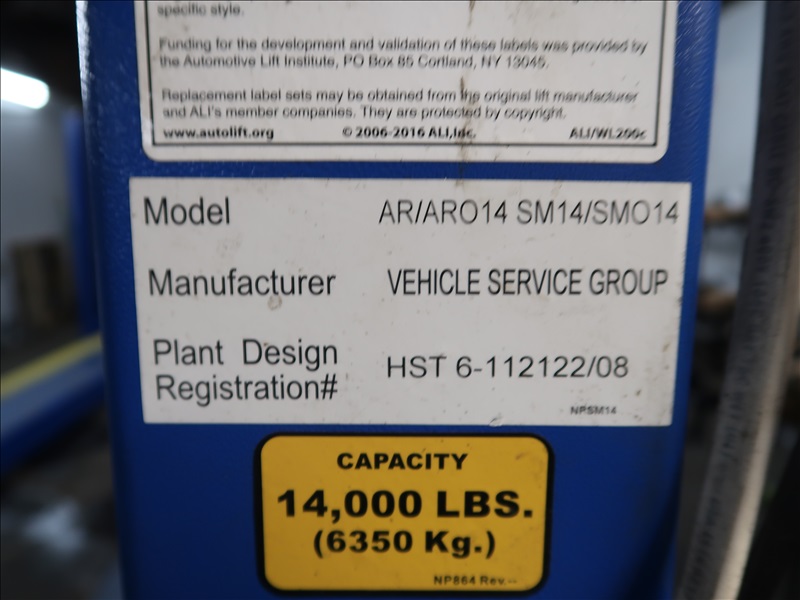 specific style.
Funding for the development and validation of these labels was provided by
the Automotive Lift Institute, PO Box 85 Cortland, NY 13045.
Replacement label sets may be obtained from the original lift manufacturer
and ALI's member companies. They are protected by copyright.
www.autolift.org © 2006-2016 ALI, Inc. ALI/WL200c
Model AR/ARO14 SM14/SMO14
Manufacturer VEHICLE SERVICE GROUP
Plant Design
Registration# HST 6-112122/08
NPSM14
CAPACITY
14,000 LBS.
(6350 Kg.)
NP864 Rev.--